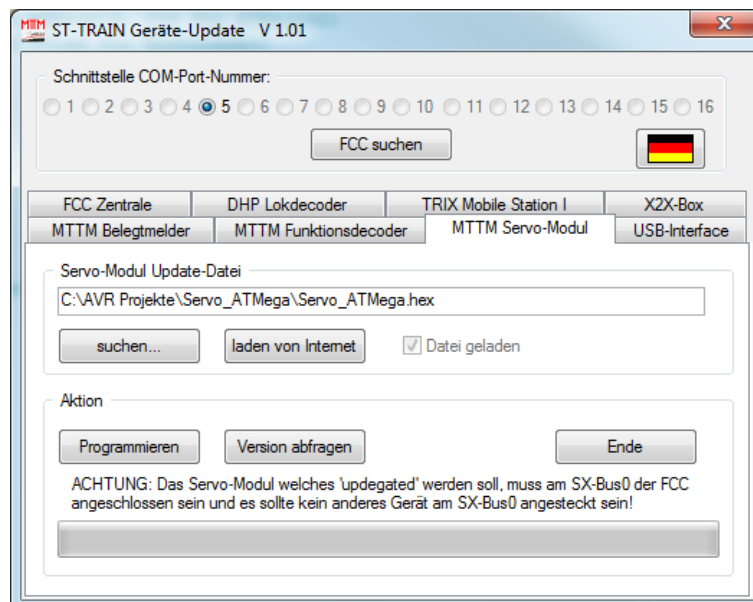 MTTM ST-TRAIN Geräte-Update V 1.01
Schnittstelle COM-Port-Nummer:
1 2 3 4 5 6 7 8 9 10 11 12 13 14 15 16
FCC suchen
FCC Zentrale DHP Lokdecoder TRIX Mobile Station I X2X-Box
MTTM Belegtmelder MTTM Funktionsdecoder MTTM Servo-Modul USB-Interface
Servo-Modul Update-Datei
C:\AVR Projekte\Servo_ATMega\Servo_ATMega.hex
suchen... laden von Internet Datei geladen
Aktion
Programmieren Version abfragen Ende
ACHTUNG: Das Servo-Modul welches 'updegated' werden soll, muss am SX-Bus0 der FCC
angeschlossen sein und es sollte kein anderes Gerät am SX-Bus0 angesteckt sein!